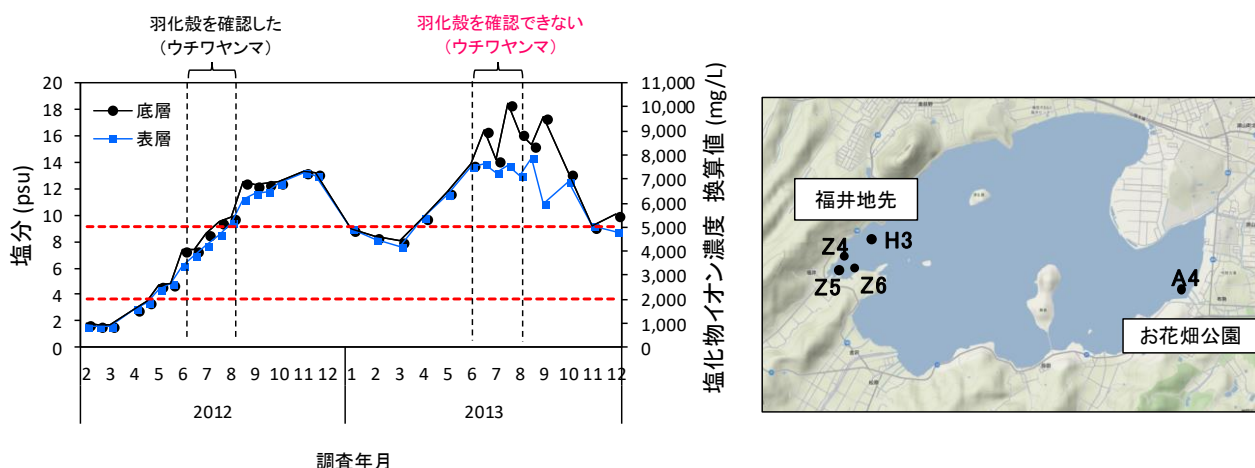 羽化殻を確認した
（ウチワヤンマ）
羽化殻を確認できない
（ウチワヤンマ）
塩分 (psu)
20
18
16
14
12
10
8
6
4
2
0
底層
表層
11,000
10,000
9,000
8,000
7,000
6,000
5,000
4,000
3,000
2,000
1,000
0
塩化物イオン濃度 換算値 (mg/L)
2 3 4 5 6 7 8 9 10 11 12 1 2 3 4 5 6 7 8 9 10 11 12
2012 2013
調査年月
福井地先
Z4
H3
Z5
Z6
A4
お花畑公園